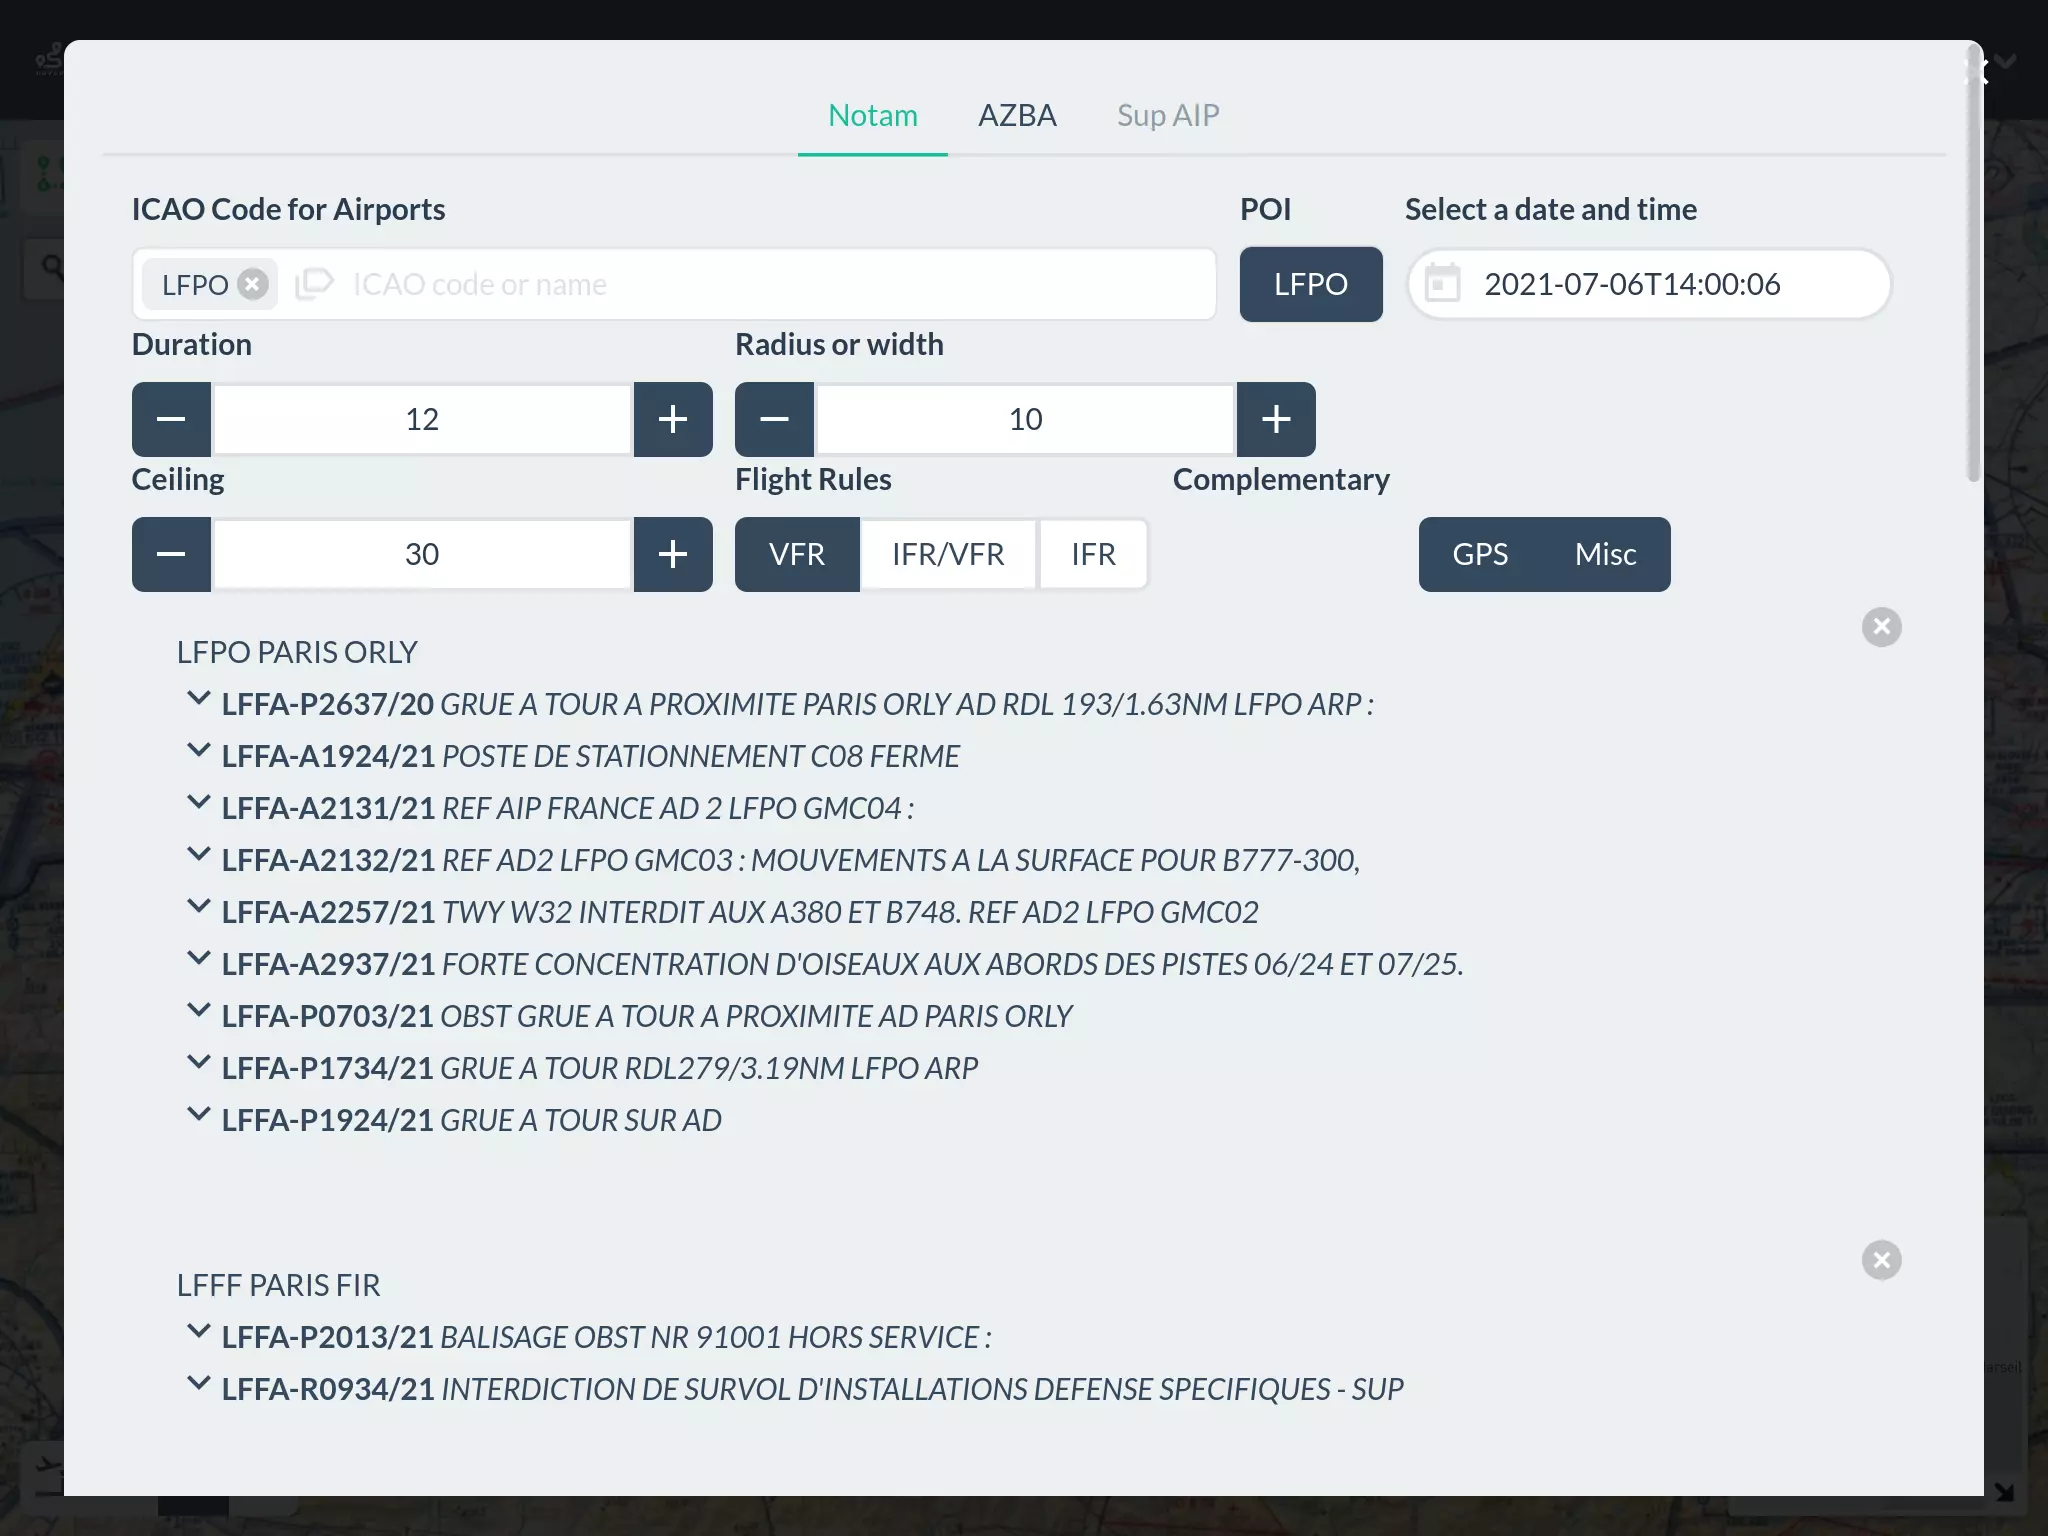 Notam AZBA Sup AIP
ICAO Code for Airports POI Select a date and time
LFPO ICAO code or name LFPO 2021-07-06T14:00:06
Duration Radius or width
12 10
Ceiling Flight Rules Complementary
30 VFR IFR/VFR IFR GPS Misc
LFPO PARIS ORLY
LFFA-P2637/20 GRUE A TOUR A PROXIMITE PARIS ORLY AD RDL 193/1.63NM LFPO ARP :
LFFA-A1924/21 POSTE DE STATIONNEMENT C08 FERME
LFFA-A2131/21 REF AIP FRANCE AD 2 LFPO GMC04 :
LFFA-A2132/21 REF AD2 LFPO GMC03 : MOUVEMENTS A LA SURFACE POUR B777-300,
LFFA-A2257/21 TWY W32 INTERDIT AUX A380 ET B748. REF AD2 LFPO GMC02
LFFA-A2937/21 FORTE CONCENTRATION D'OISEAUX AUX ABORDS DES PISTES 06/24 ET 07/25.
LFFA-P0703/21 OBST GRUE A TOUR A PROXIMITE AD PARIS ORLY
LFFA-P1734/21 GRUE A TOUR RDL279/3.19NM LFPO ARP
LFFA-P1924/21 GRUE A TOUR SUR AD
LFFF PARIS FIR
LFFA-P2013/21 BALISAGE OBST NR 91001 HORS SERVICE :
LFFA-R0934/21 INTERDICTION DE SURVOL D'INSTALLATIONS DEFENSE SPECIFIQUES - SUP